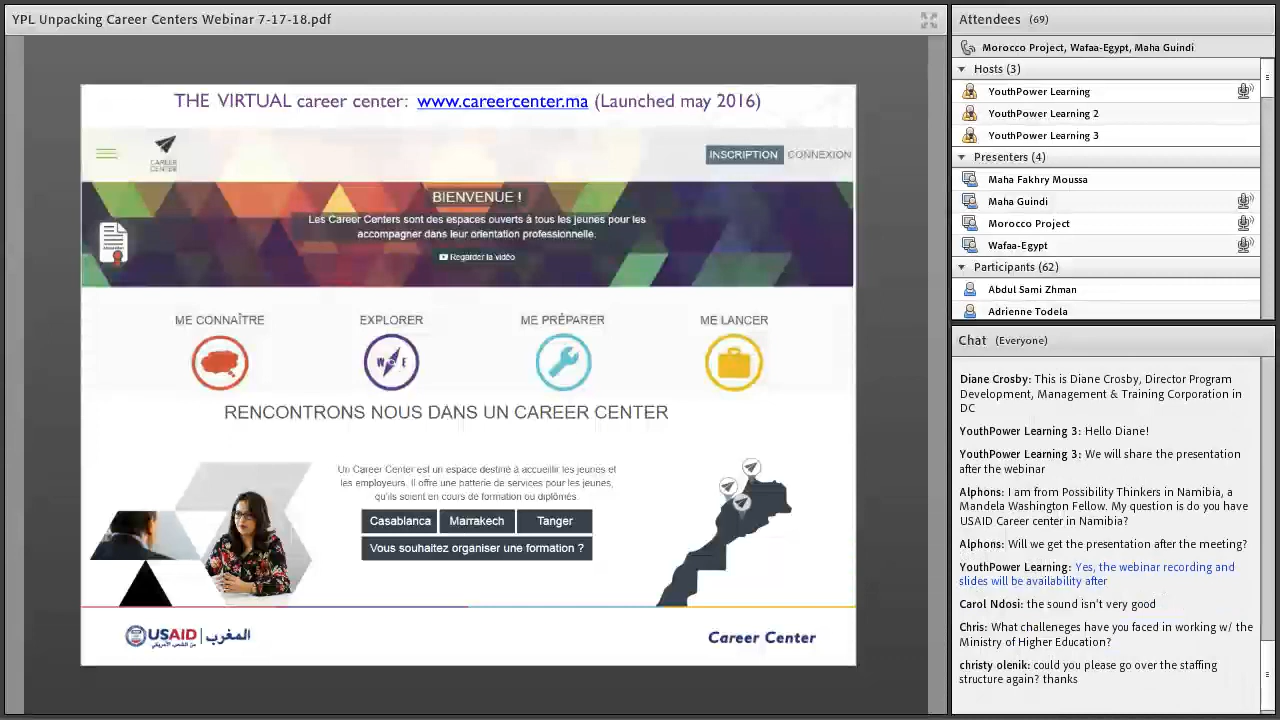 YPL Unpacking Career Centers Webinar 7-17-18.pdf
THE VIRTUAL career center: www.careercenter.ma (Launched may 2016)
CAREER
CENTER
INSCRIPTION CONNEXION
BIENVENUE !
Les Career Centers sont des espaces ouverts à tous les jeunes pour les
accompagner dans leur orientation professionnelle.
Regarder la vidéo
ME CONNAÎTRE
EXPLORER
ME PRÉPARER
ME LANCER
W E
RENCONTRONS NOUS DANS UN CAREER CENTER
Un Career Center est un espace destiné à accueillir les jeunes et
les employeurs. Il offre une batterie de services pour les jeunes,
qu'ils soient en cours de formation ou diplômés.
Casablanca
Marrakech
Tanger
Vous souhaitez organiser une formation ?
USAID المغرب
من الشعب الأمريكي
Career Center
Attendees (69)
Morocco Project, Wafaa-Egypt, Maha Guindi
Hosts (3)
YouthPower Learning
YouthPower Learning 2
YouthPower Learning 3
Presenters (4)
Maha Fakhry Moussa
Maha Guindi
Morocco Project
Wafaa-Egypt
Participants (62)
Abdul Sami Zhman
Adrienne Todela
Chat (Everyone)
Diane Crosby: This is Diane Crosby, Director Program
Development, Management & Training Corporation in
DC
YouthPower Learning 3: Hello Diane!
YouthPower Learning 3: We will share the presentation
after the webinar
Alphons: I am from Possibility Thinkers in Namibia, a
Mandela Washington Fellow. My question is do you have
USAID Career center in Namibia?
Alphons: Will we get the presentation after the meeting?
YouthPower Learning: Yes, the webinar recording and
slides will be availability after
Carol Ndosi: the sound isn't very good
Chris: What challeneges have you faced in working w/ the
Ministry of Higher Education?
christy olenik: could you please go over the staffing
structure again? thanks